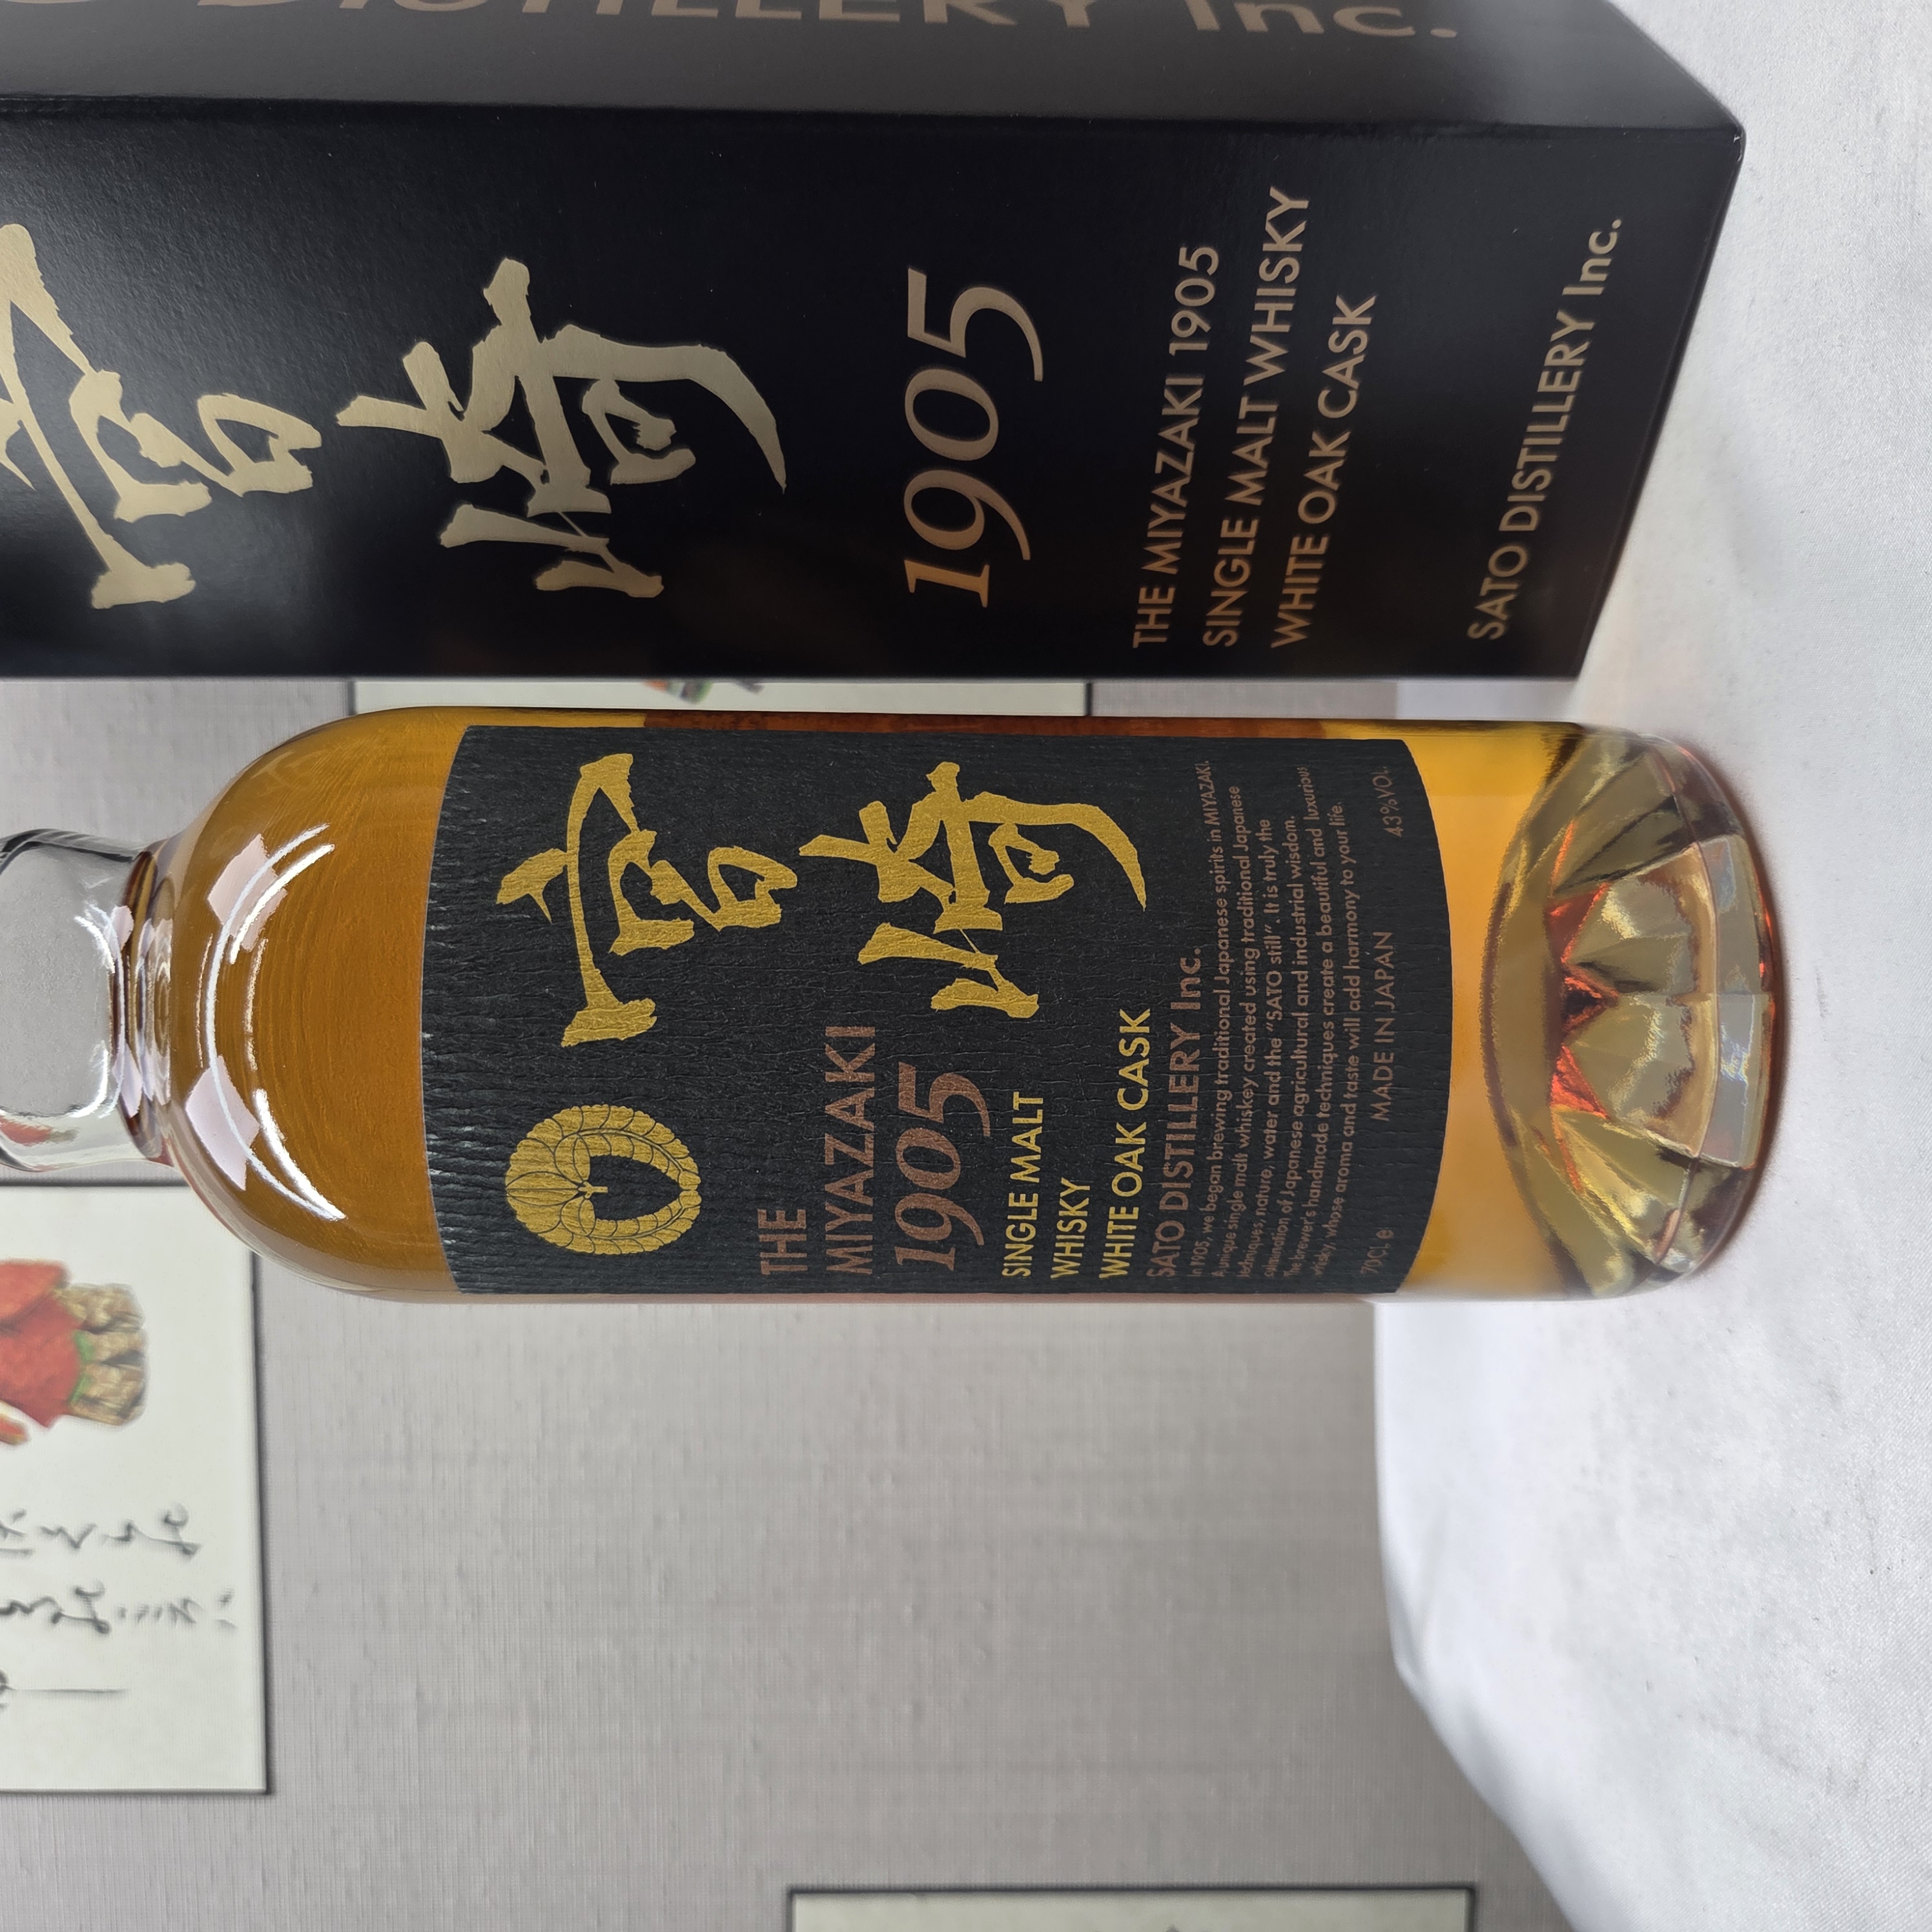 DISTILLERY Inc.
宮
崎
1905
THE MIYAZAKI 1905
SINGLE MALT WHISKY
WHITE OAK CASK
SATO DISTILLERY Inc.
宮
崎
THE
MIYAZAKI
1905
SINGLE MALT
WHISKY
WHITE OAK CASK
SATO DISTILLERY Inc.
In 1905, we began brewing traditional Japanese spirits in MIYAZAKI.
A unique single malt whiskey created using traditional Japanese
techniques, nature, water and the "SATO still". It is truly the
culmination of Japanese agricultural and industrial wisdom.
The brewer's handmade techniques create a beautiful and luxurious
whisky, whose aroma and taste will add harmony to your life.
70CL e MADE IN JAPAN 43%VOL